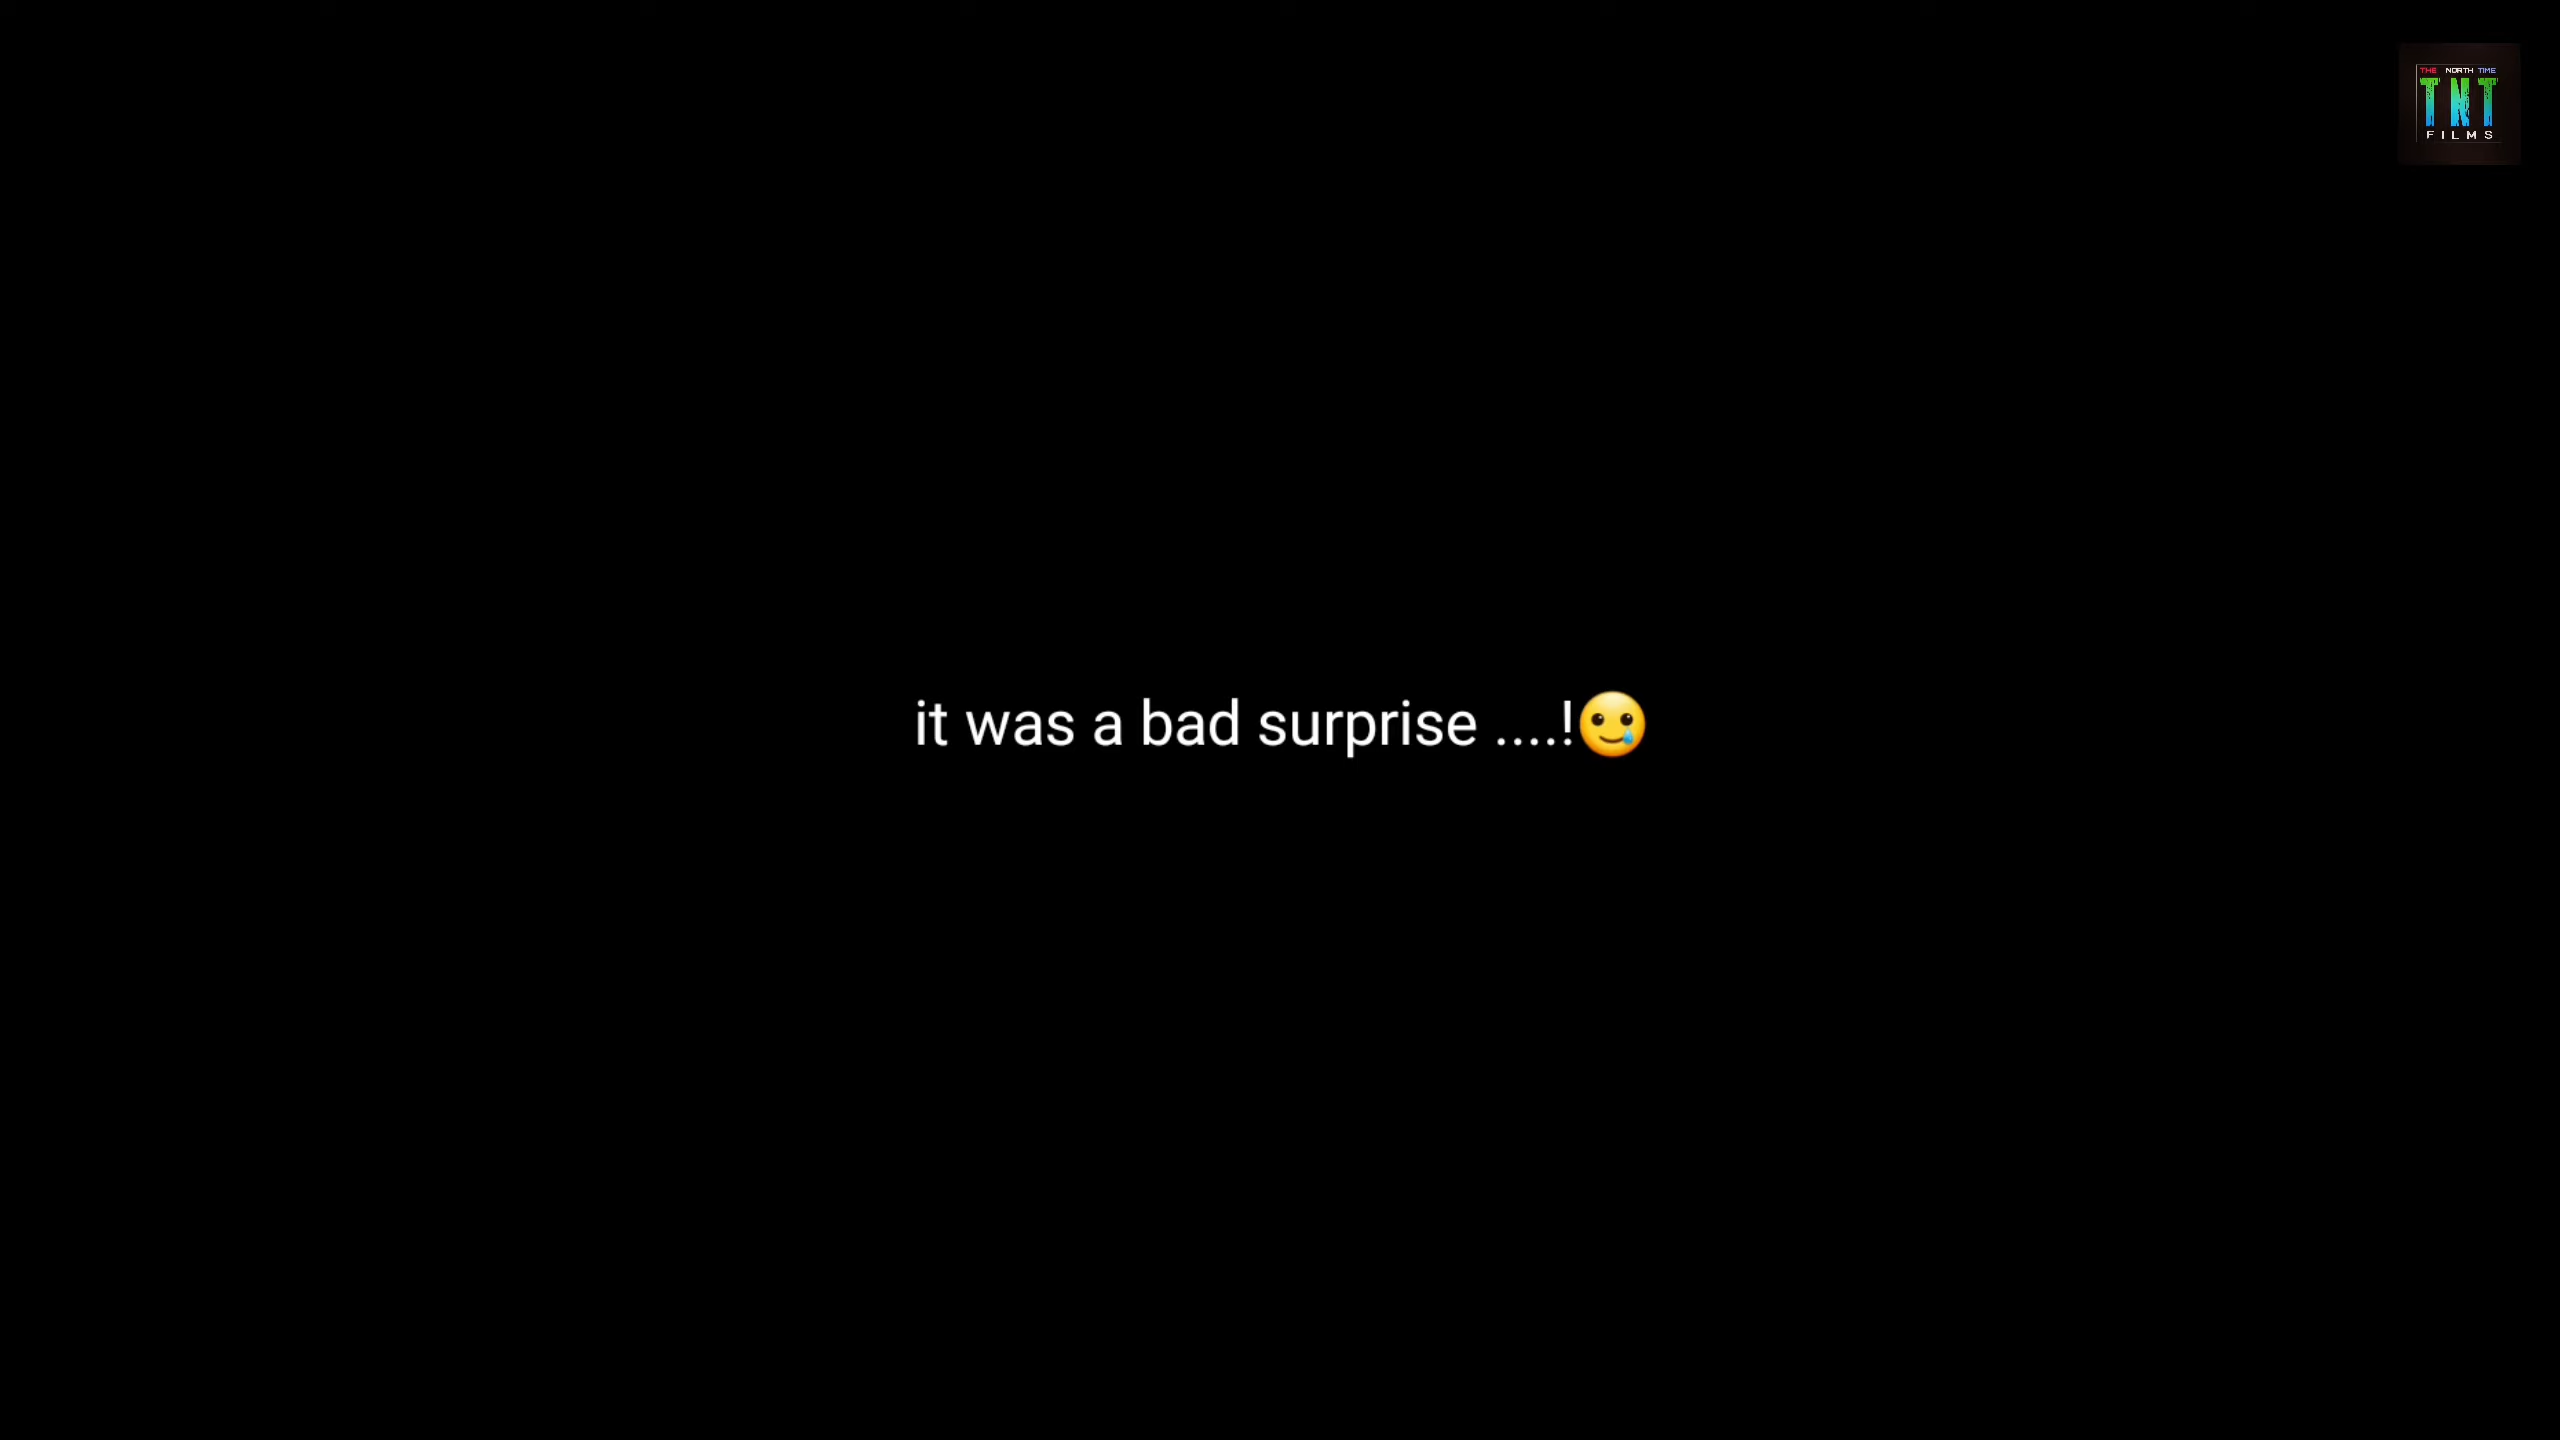 THE NORTH TIME
TNT
FILMS
it was a bad surprise ....!🥲